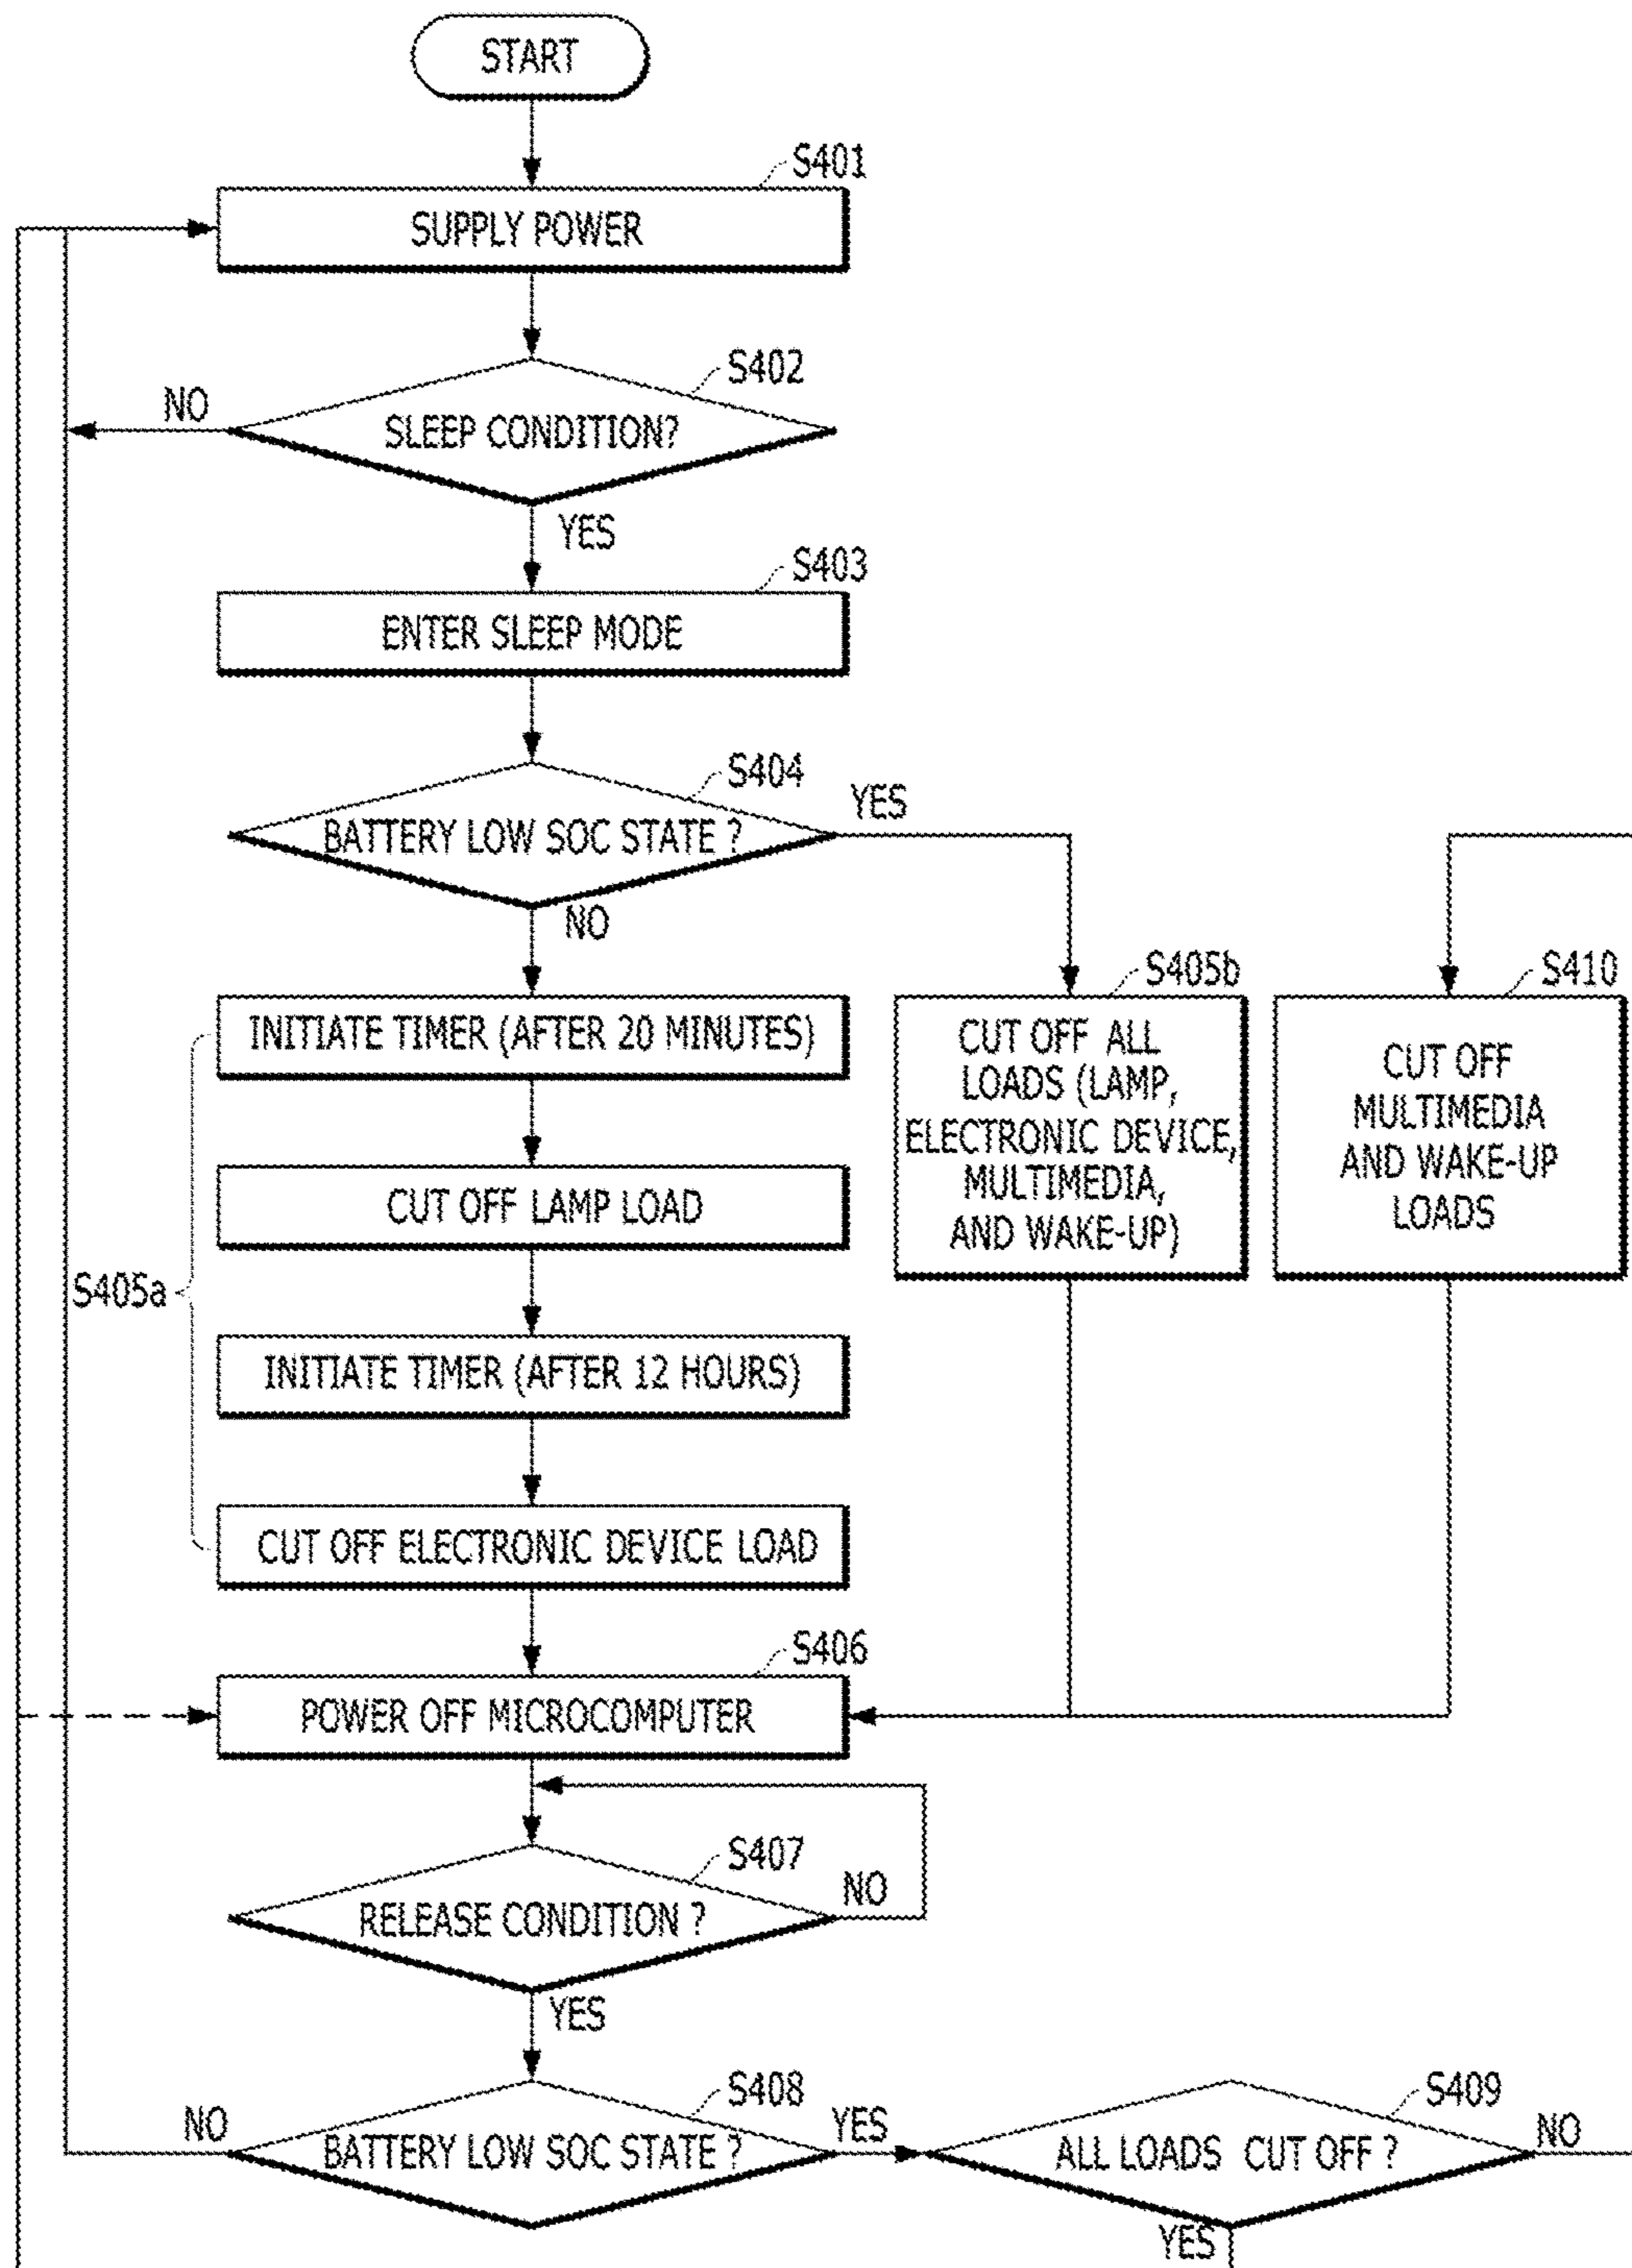 START
S401
SUPPLY POWER
S402
NO
SLEEP CONDITION?
YES
S403
ENTER SLEEP MODE
S404
YES
BATTERY LOW SOC STATE ?
NO
S405b
S410
INITIATE TIMER (AFTER 20 MINUTES)
CUT OFF LAMP LOAD
S405a
INITIATE TIMER (AFTER 12 HOURS)
CUT OFF ELECTRONIC DEVICE LOAD
CUT OFF ALL
LOADS (LAMP,
ELECTRONIC DEVICE,
MULTIMEDIA,
AND WAKE-UP)
CUT OFF
MULTIMEDIA
AND WAKE-UP
LOADS
S406
POWER OFF MICROCOMPUTER
S407
NO
RELEASE CONDITION ?
YES
S408
NO
BATTERY LOW SOC STATE ?
YES
S409
ALL LOADS CUT OFF ?
NO
YES